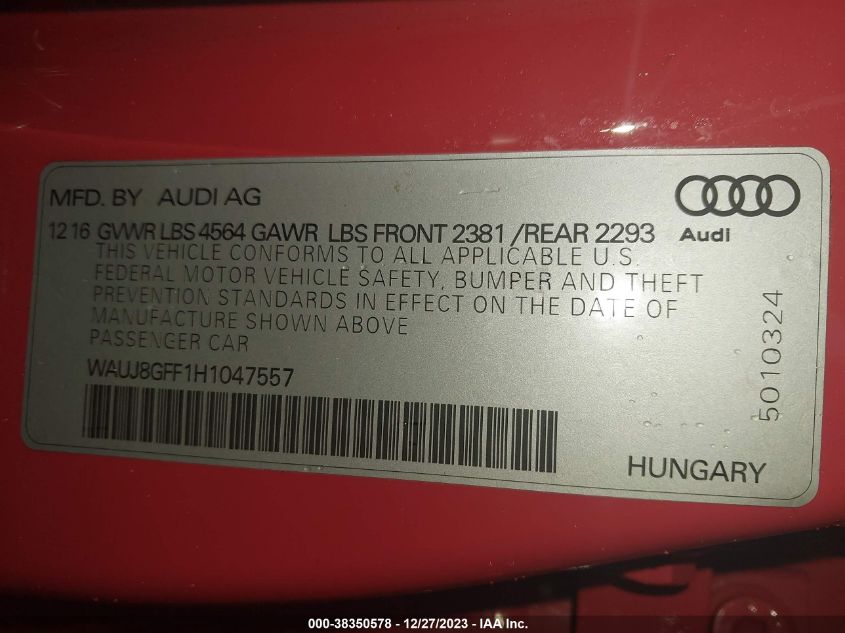 MFD. BY AUDI AG
12 16 GVWR LBS 4564 GAWR LBS FRONT 2381 /REAR 2293
Audi
THIS VEHICLE CONFORMS TO ALL APPLICABLE U.S.
FEDERAL MOTOR VEHICLE SAFETY, BUMPER AND THEFT
PREVENTION STANDARDS IN EFFECT ON THE DATE OF
MANUFACTURE SHOWN ABOVE
PASSENGER CAR
WAUJ8GFF1H1047557
5010324
HUNGARY
000-38350578 - 12/27/2023 - IAA Inc.